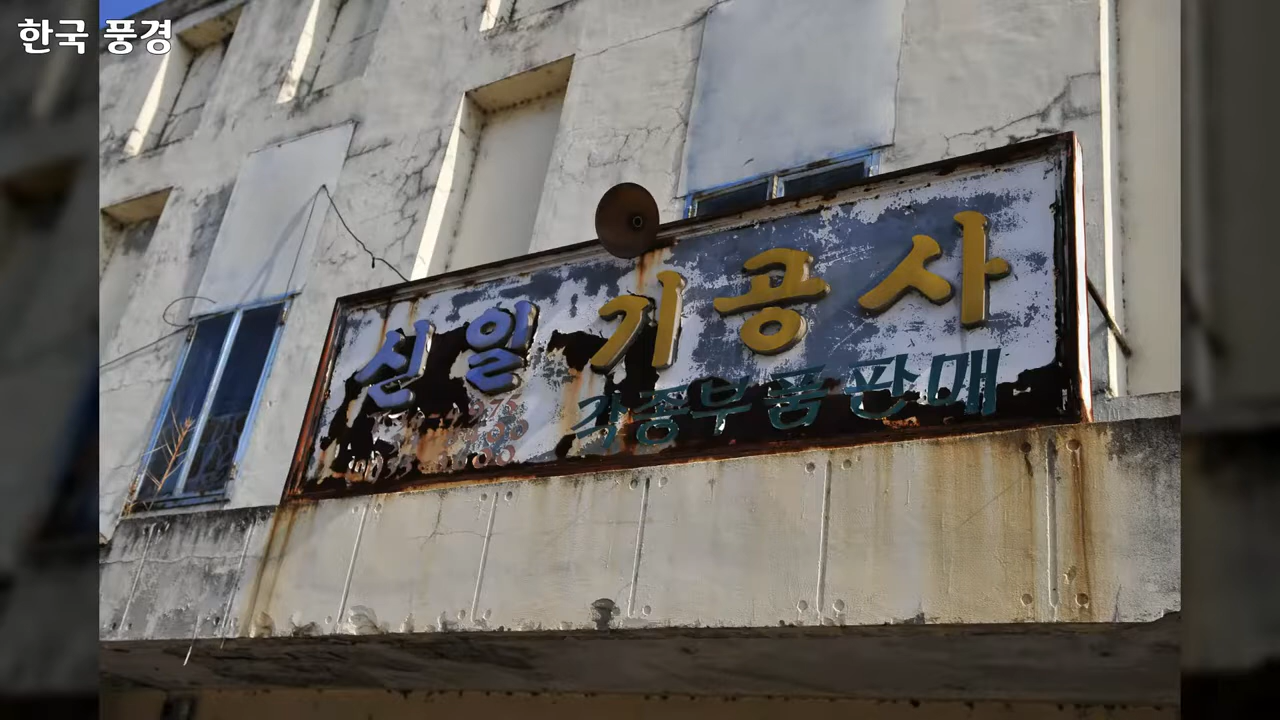 한국 풍경
신일 기공사
각종부품판매